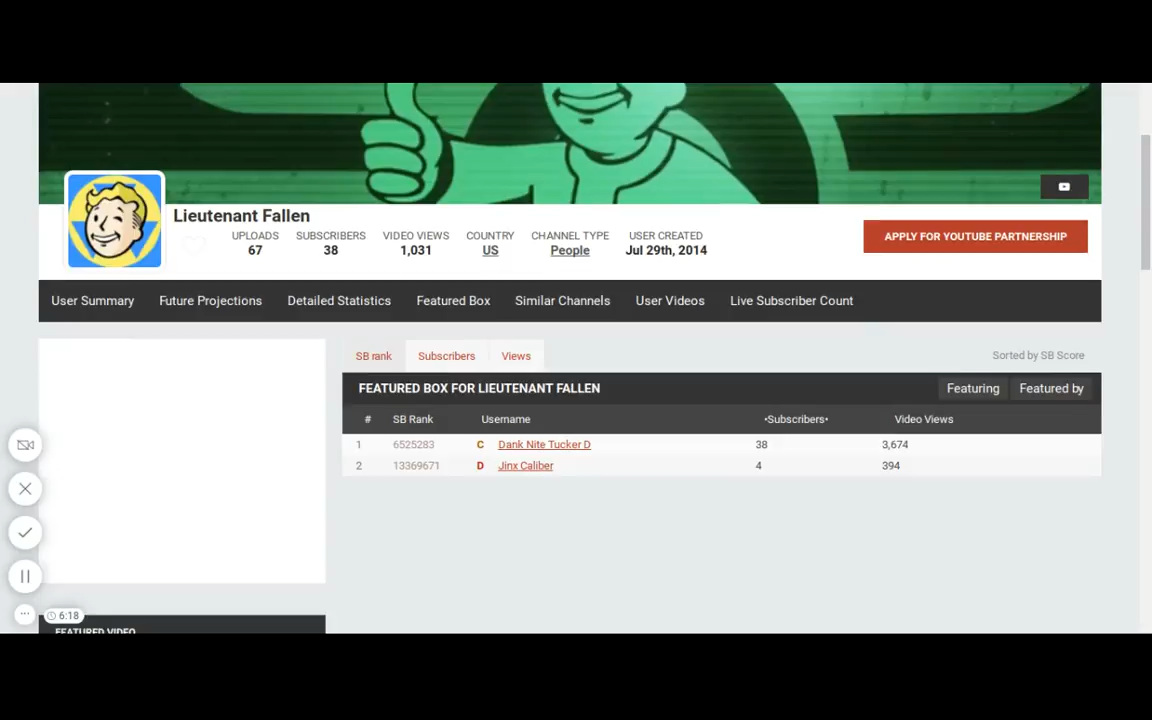 Lieutenant Fallen
UPLOADS SUBSCRIBERS VIDEO VIEWS COUNTRY CHANNEL TYPE USER CREATED
67 38 1,031 US People Jul 29th, 2014
APPLY FOR YOUTUBE PARTNERSHIP
User Summary Future Projections Detailed Statistics Featured Box Similar Channels User Videos Live Subscriber Count
SB rank Subscribers Views Sorted by SB Score
FEATURED BOX FOR LIEUTENANT FALLEN Featuring Featured by
# SB Rank Username •Subscribers• Video Views
1 6525283 C Dank Nite Tucker D 38 3,674
2 13369671 D Jinx Caliber 4 394
6:18
FEATURED VIDEO